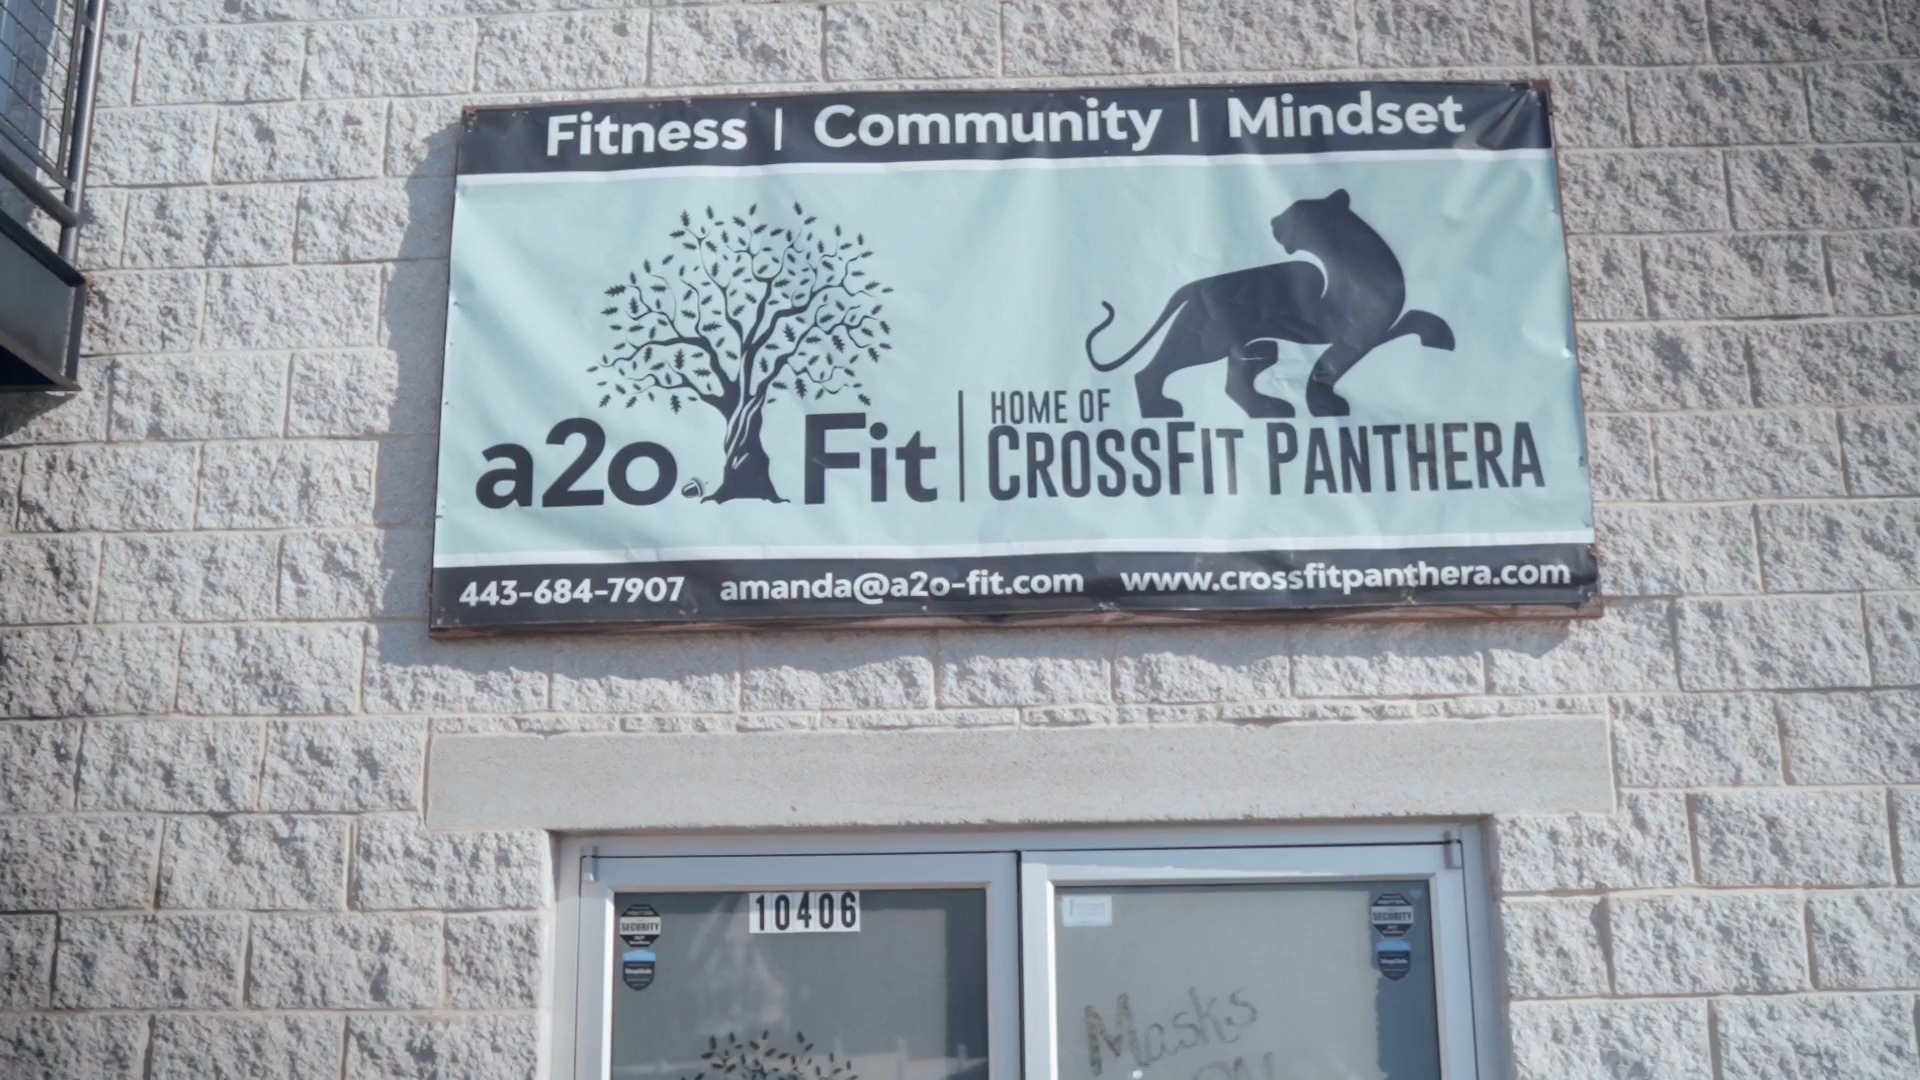 Fitness | Community | Mindset
a2o Fit
HOME OF
CROSSFIT PANTHERA
443-684-7907 amanda@a2o-fit.com www.crossfitpanthera.com
10406
SECURITY
SECURITY
Masks